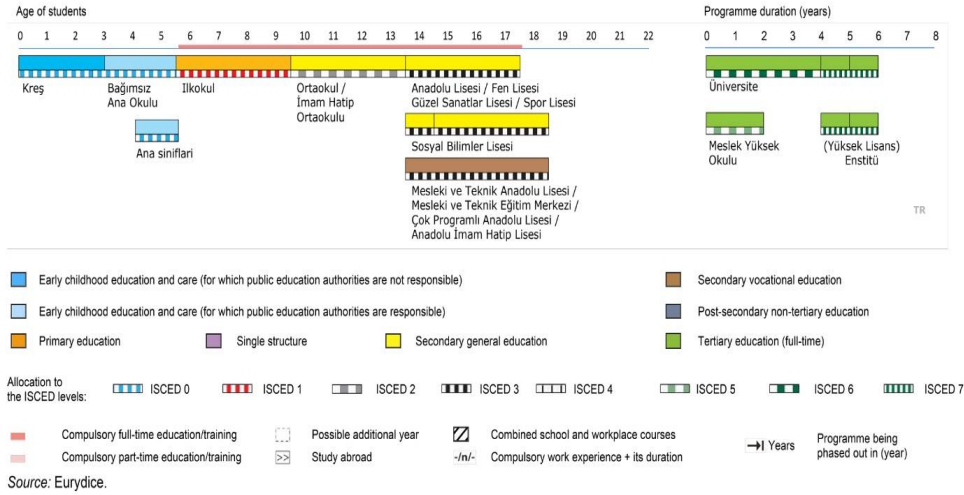 Age of students Programme duration (years)
0 1 2 3 4 5 6 7 8 9 10 11 12 13 14 15 16 17 18 19 20 21 22 0 1 2 3 4 5 6 7 8
Kreş
Bağımsız
Ana Okulu
Ilkokul
Ortaokul /
İmam Hatip
Ortaokulu
Anadolu Lisesi / Fen Lisesi
Güzel Sanatlar Lisesi / Spor Lisesi
Üniversite
Ana siniflari
Sosyal Bilimler Lisesi
Meslek Yüksek
Okulu
(Yüksek Lisans)
Enstitü
Mesleki ve Teknik Anadolu Lisesi /
Mesleki ve Teknik Eğitim Merkezi /
Çok Programlı Anadolu Lisesi /
Anadolu İmam Hatip Lisesi
TR
Early childhood education and care (for which public education authorities are not responsible)
Secondary vocational education
Early childhood education and care (for which public education authorities are responsible)
Post-secondary non-tertiary education
Primary education
Single structure
Secondary general education
Tertiary education (full-time)
Allocation to
the ISCED levels:
ISCED 0
ISCED 1
ISCED 2
ISCED 3
ISCED 4
ISCED 5
ISCED 6
ISCED 7
Compulsory full-time education/training
Possible additional year
Combined school and workplace courses
Years
Programme being
phased out in (year)
Compulsory part-time education/training
>> Study abroad
-/n/- Compulsory work experience + its duration
Source: Eurydice.